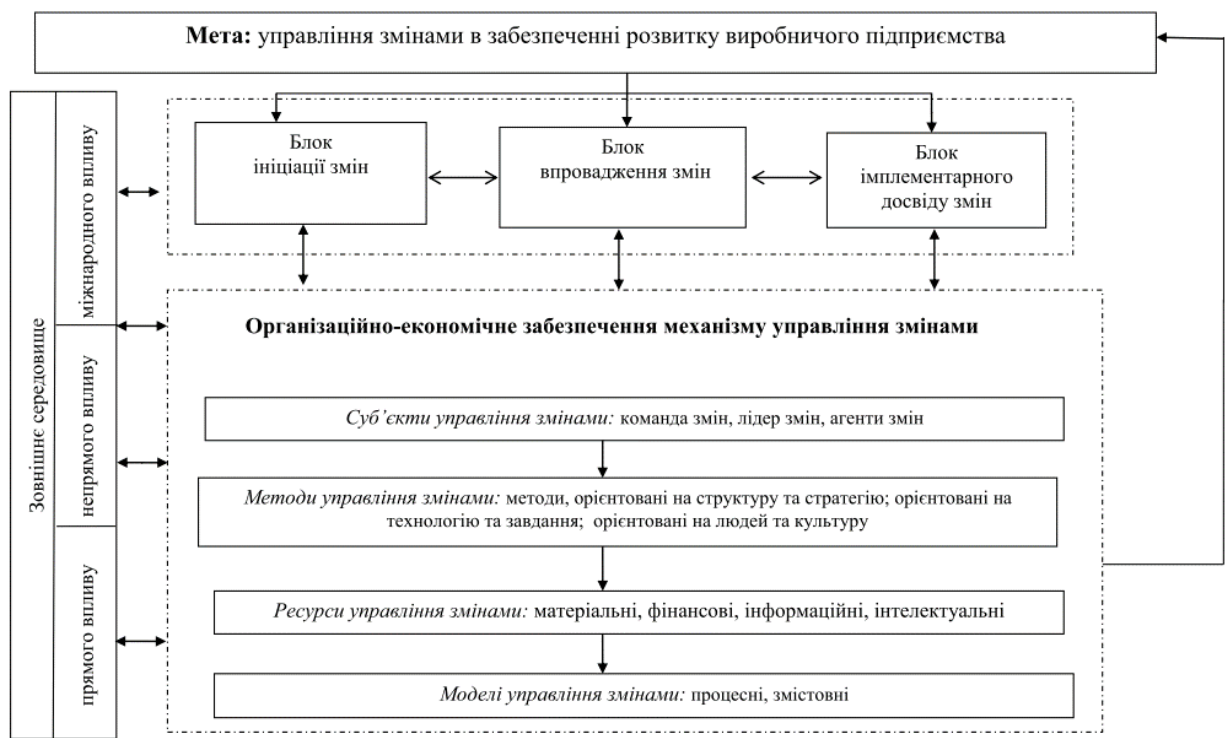 Мета: управління змінами в забезпеченні розвитку виробничого підприємства
Зовнішнє середовище
міжнародного впливу
непрямого впливу
прямого впливу
Блок
ініціації змін
Блок
впровадження змін
Блок
імплементарного
досвіду змін
Організаційно-економічне забезпечення механізму управління змінами
Суб’єкти управління змінами: команда змін, лідер змін, агенти змін
Методи управління змінами: методи, орієнтовані на структуру та стратегію; орієнтовані на
технологію та завдання; орієнтовані на людей та культуру
Ресурси управління змінами: матеріальні, фінансові, інформаційні, інтелектуальні
Моделі управління змінами: процесні, змістовні